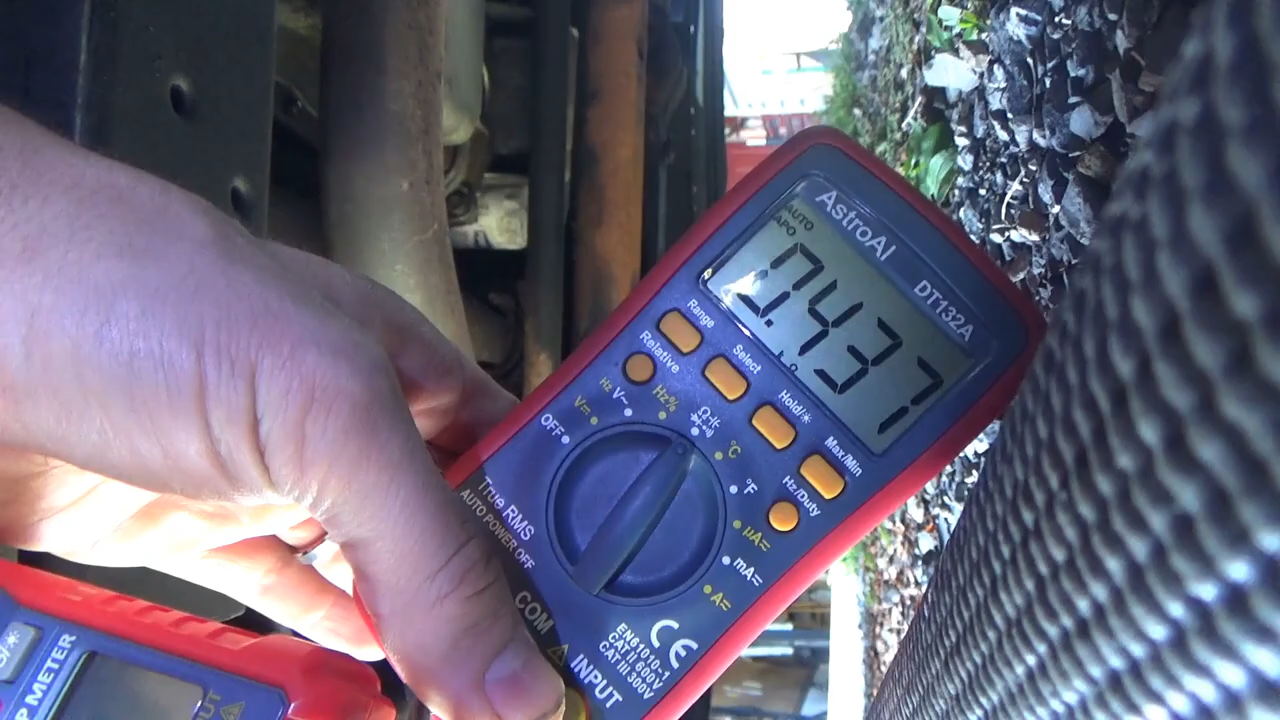 AstroAI
DT132A
AUTO
APO
0.437
Range
Select
Hold/☀
Max/Min
Relative
Hz/Duty
OFF
V
Hz V~
Hz%
Ω
°C
°F
µA
mA
A
True RMS
AUTO POWER OFF
COM
INPUT
CE
EN61010-1
CAT II 600V
CAT III 300V
P METER